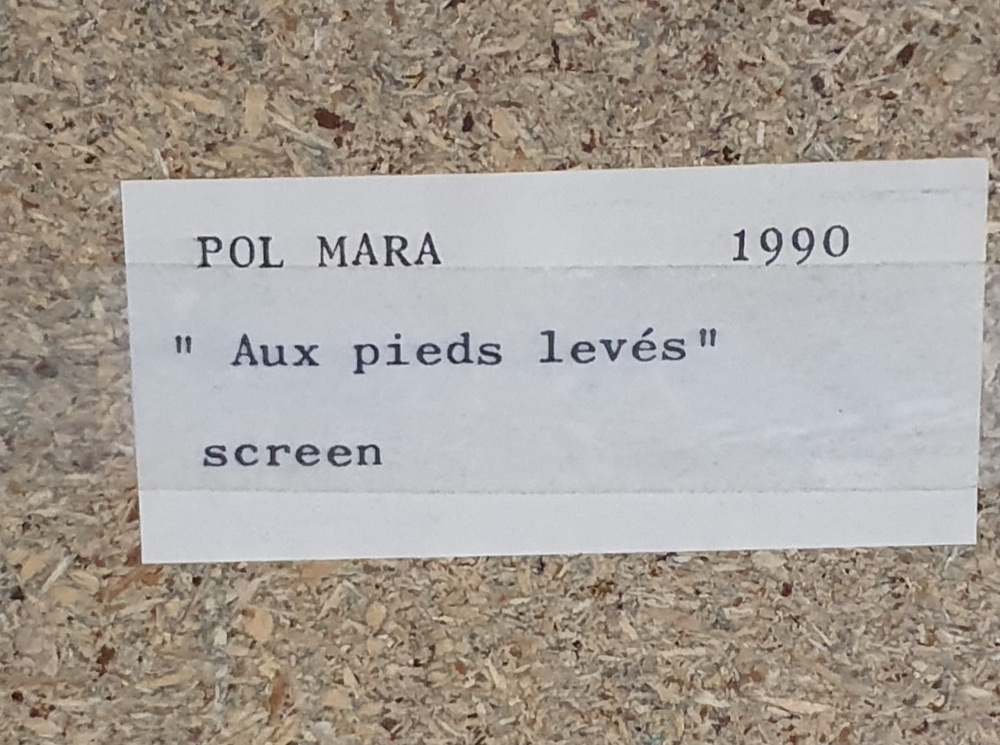 POL MARA 1990
" Aux pieds levés"
screen